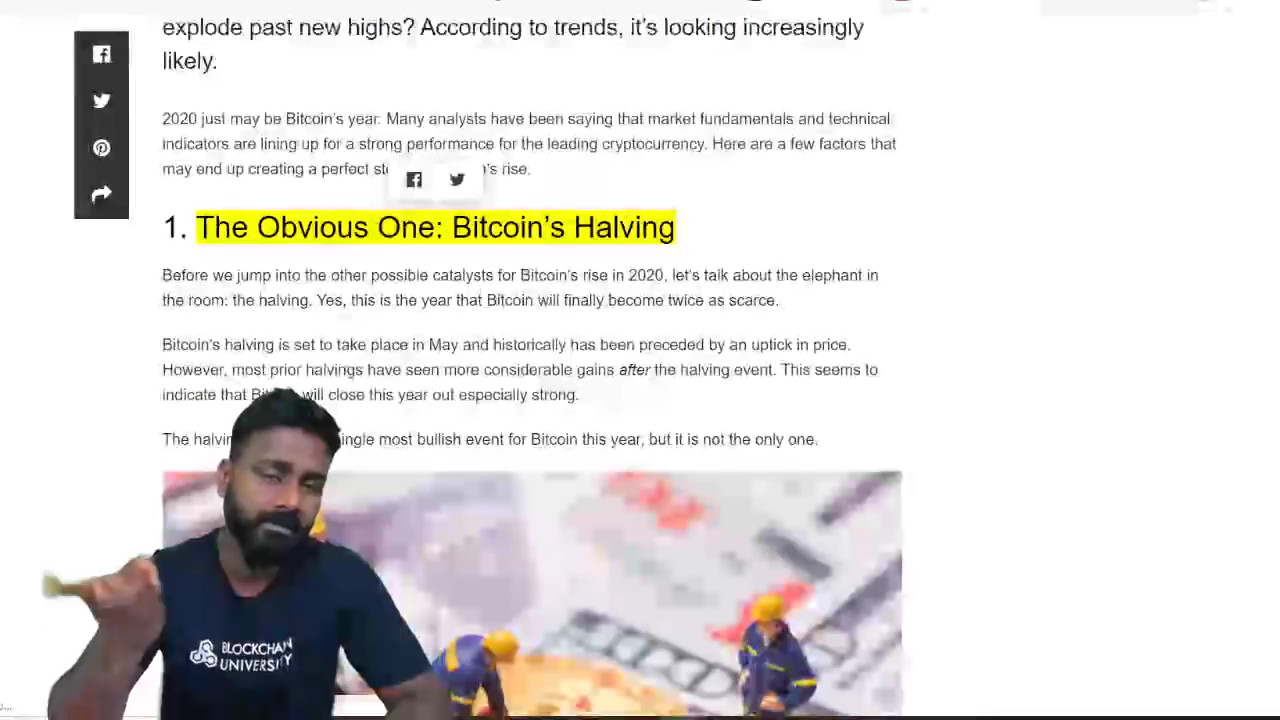 explode past new highs? According to trends, it's looking increasingly
likely.
2020 just may be Bitcoin's year. Many analysts have been saying that market fundamentals and technical
indicators are lining up for a strong performance for the leading cryptocurrency. Here are a few factors that
may end up creating a perfect 's rise.
1. The Obvious One: Bitcoin's Halving
Before we jump into the other possible catalysts for Bitcoin's rise in 2020, let's talk about the elephant in
the room: the halving. Yes, this is the year that Bitcoin will finally become twice as scarce.
Bitcoin's halving is set to take place in May and historically has been preceded by an uptick in price.
However, most prior halvings have seen more considerable gains after the halving event. This seems to
indicate that will close this year out especially strong.
The single most bullish event for Bitcoin this year, but it is not the only one.
BLOCKCHAIN
UNIVERSITY